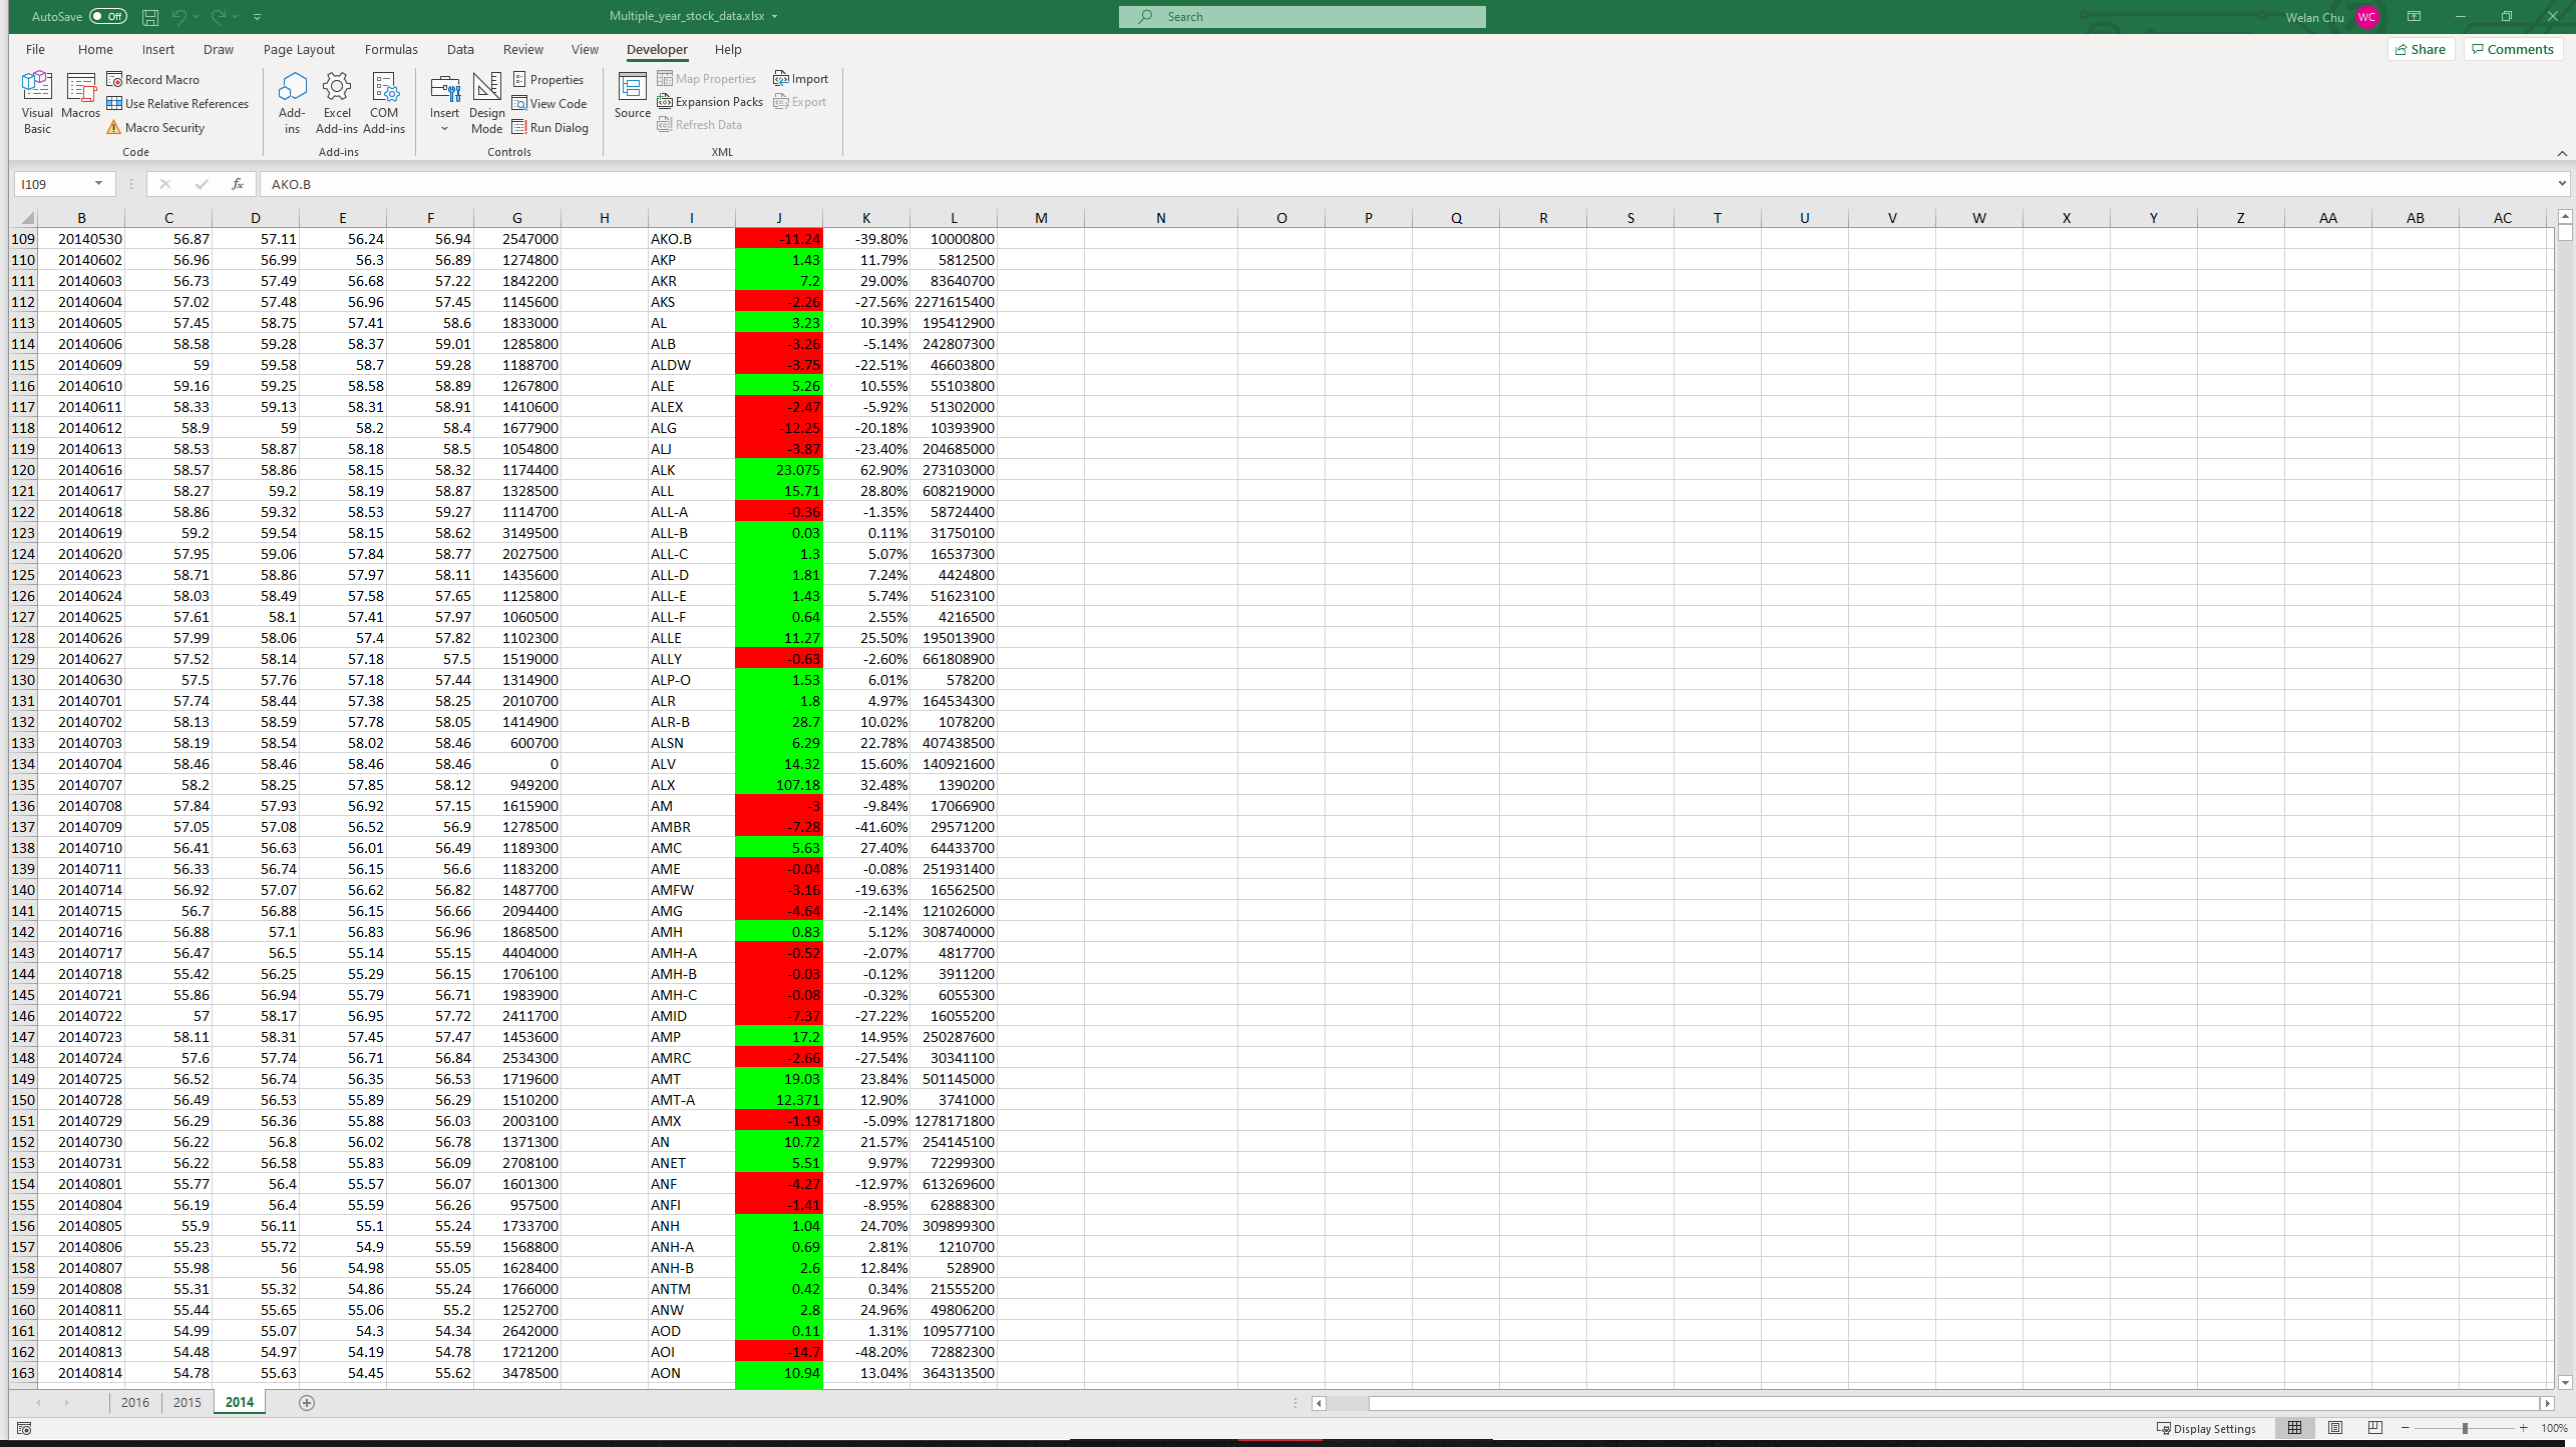 AutoSave Off Multiple_year_stock_data.xlsx Search Welan Chu WC
File Home Insert Draw Page Layout Formulas Data Review View Developer Help Share Comments
Visual Basic Macros Record Macro Use Relative References Macro Security Code
Add-ins Excel Add-ins COM Add-ins Add-ins
Insert Design Mode Properties View Code Run Dialog Controls
Source Map Properties Expansion Packs Refresh Data Import Export XML
I109 fx AKO.B
B C D E F G H I J K L M N O P Q R S T U V W X Y Z AA AB AC
109 20140530 56.87 57.11 56.24 56.94 2547000 AKO.B -11.24 -39.80% 10000800
110 20140602 56.96 56.99 56.3 56.89 1274800 AKP 1.43 11.79% 5812500
111 20140603 56.73 57.49 56.68 57.22 1842200 AKR 7.2 29.00% 83640700
112 20140604 57.02 57.48 56.96 57.45 1145600 AKS -2.26 -27.56% 2271615400
113 20140605 57.45 58.75 57.41 58.6 1833000 AL 3.23 10.39% 195412900
114 20140606 58.58 59.28 58.37 59.01 1285800 ALB -3.26 -5.14% 242807300
115 20140609 59 59.58 58.7 59.28 1188700 ALDW -3.75 -22.51% 46603800
116 20140610 59.16 59.25 58.58 58.89 1267800 ALE 5.26 10.55% 55103800
117 20140611 58.33 59.13 58.31 58.91 1410600 ALEX -2.47 -5.92% 51302000
118 20140612 58.9 59 58.2 58.4 1677900 ALG -12.25 -20.18% 10393900
119 20140613 58.53 58.87 58.18 58.5 1054800 ALJ -3.87 -23.40% 204685000
120 20140616 58.57 58.86 58.15 58.32 1174400 ALK 23.075 62.90% 273103000
121 20140617 58.27 59.2 58.19 58.87 1328500 ALL 15.71 28.80% 608219000
122 20140618 58.86 59.32 58.53 59.27 1114700 ALL-A -0.36 -1.35% 58724400
123 20140619 59.2 59.54 58.15 58.62 3149500 ALL-B 0.03 0.11% 31750100
124 20140620 57.95 59.06 57.84 58.77 2027500 ALL-C 1.3 5.07% 16537300
125 20140623 58.71 58.86 57.97 58.11 1435600 ALL-D 1.81 7.24% 4424800
126 20140624 58.03 58.49 57.58 57.65 1125800 ALL-E 1.43 5.74% 51623100
127 20140625 57.61 58.1 57.41 57.97 1060500 ALL-F 0.64 2.55% 4216500
128 20140626 57.99 58.06 57.4 57.82 1102300 ALLE 11.27 25.50% 195013900
129 20140627 57.52 58.14 57.18 57.5 1519000 ALLY -0.63 -2.60% 661808900
130 20140630 57.5 57.76 57.18 57.44 1314900 ALP-O 1.53 6.01% 578200
131 20140701 57.74 58.44 57.38 58.25 2010700 ALR 1.8 4.97% 164534300
132 20140702 58.13 58.59 57.78 58.05 1414900 ALR-B 28.7 10.02% 1078200
133 20140703 58.19 58.54 58.02 58.46 600700 ALSN 6.29 22.78% 407438500
134 20140704 58.46 58.46 58.46 58.46 0 ALV 14.32 15.60% 140921600
135 20140707 58.2 58.25 57.85 58.12 949200 ALX 107.18 32.48% 1390200
136 20140708 57.84 57.93 56.92 57.15 1615900 AM -3 -9.84% 17066900
137 20140709 57.05 57.08 56.52 56.9 1278500 AMBR -7.28 -41.60% 29571200
138 20140710 56.41 56.63 56.01 56.49 1189300 AMC 5.63 27.40% 64433700
139 20140711 56.33 56.74 56.15 56.6 1183200 AME -0.04 -0.08% 251931400
140 20140714 56.92 57.07 56.62 56.82 1487700 AMFW -3.16 -19.63% 16562500
141 20140715 56.7 56.88 56.15 56.66 2094400 AMG -4.64 -2.14% 121026000
142 20140716 56.88 57.1 56.83 56.96 1868500 AMH 0.83 5.12% 308740000
143 20140717 56.47 56.5 55.14 55.15 4404000 AMH-A -0.52 -2.07% 4817700
144 20140718 55.42 56.25 55.29 56.15 1706100 AMH-B -0.03 -0.12% 3911200
145 20140721 55.86 56.94 55.79 56.71 1983900 AMH-C -0.08 -0.32% 6055300
146 20140722 57 58.17 56.95 57.72 2411700 AMID -7.37 -27.22% 16055200
147 20140723 58.11 58.31 57.45 57.47 1453600 AMP 17.2 14.95% 250287600
148 20140724 57.6 57.74 56.71 56.84 2534300 AMRC -2.66 -27.54% 30341100
149 20140725 56.52 56.74 56.35 56.53 1719600 AMT 19.03 23.84% 501145000
150 20140728 56.49 56.53 55.89 56.29 1510200 AMT-A 12.371 12.90% 3741000
151 20140729 56.29 56.36 55.88 56.03 2003100 AMX -1.19 -5.09% 1278171800
152 20140730 56.22 56.8 56.02 56.78 1371300 AN 10.72 21.57% 254145100
153 20140731 56.22 56.58 55.83 56.09 2708100 ANET 5.51 9.97% 72299300
154 20140801 55.77 56.4 55.57 56.07 1601300 ANF -4.27 -12.97% 613269600
155 20140804 56.19 56.4 55.59 56.26 957500 ANFI -1.41 -8.95% 62888300
156 20140805 55.9 56.11 55.1 55.24 1733700 ANH 1.04 24.70% 309899300
157 20140806 55.23 55.72 54.9 55.59 1568800 ANH-A 0.69 2.81% 1210700
158 20140807 55.98 56 54.98 55.05 1628400 ANH-B 2.6 12.84% 528900
159 20140808 55.31 55.32 54.86 55.24 1766000 ANTM 0.42 0.34% 21555200
160 20140811 55.44 55.65 55.06 55.2 1252700 ANW 2.8 24.96% 49806200
161 20140812 54.99 55.07 54.3 54.34 2642000 AOD 0.11 1.31% 109577100
162 20140813 54.48 54.97 54.19 54.78 1721200 AOI -14.7 -48.20% 72882300
163 20140814 54.78 55.63 54.45 55.62 3478500 AON 10.94 13.04% 364313500
2016 2015 2014
Display Settings 100%